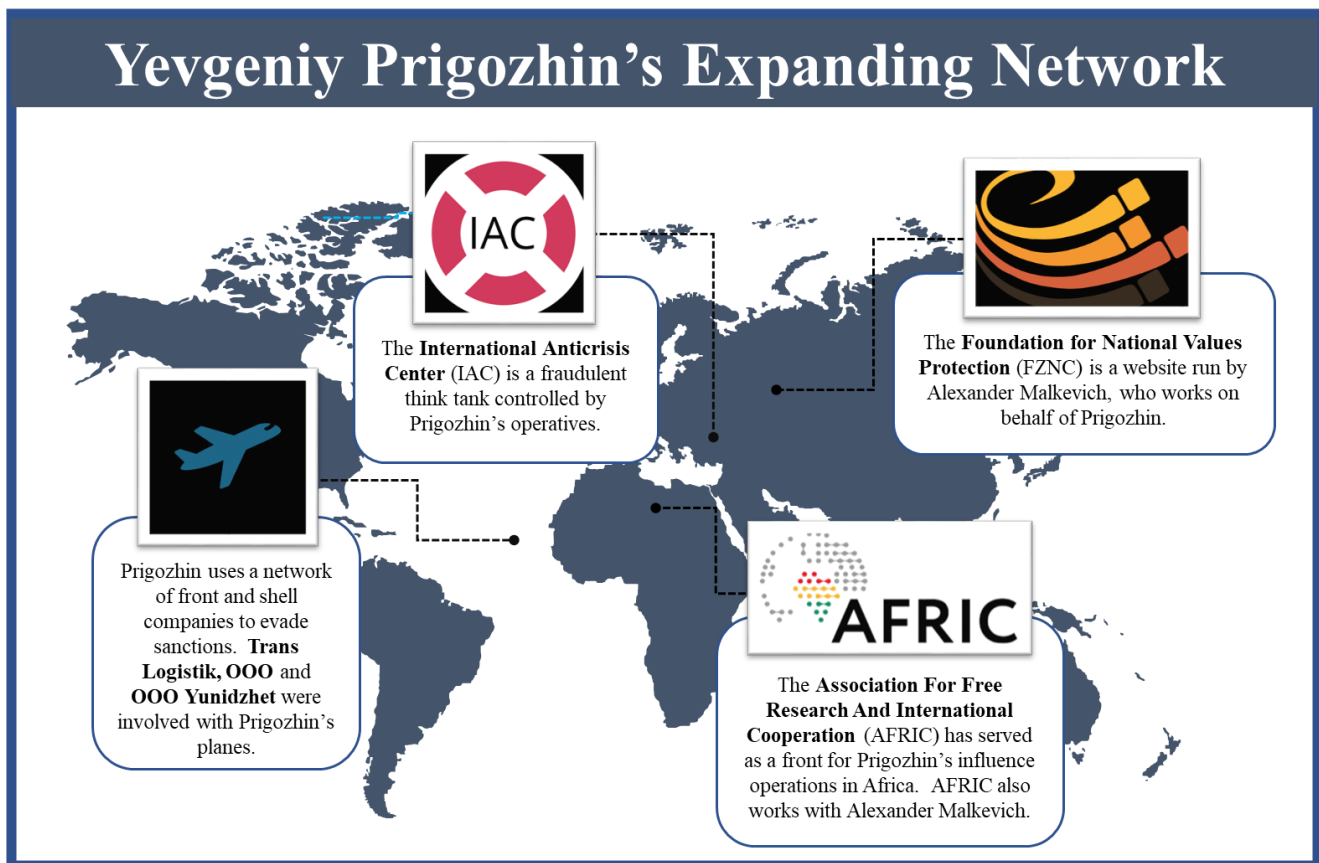 Yevgeniy Prigozhin’s Expanding Network
IAC
The International Anticrisis
Center (IAC) is a fraudulent
think tank controlled by
Prigozhin’s operatives.
The Foundation for National Values
Protection (FZNC) is a website run by
Alexander Malkevich, who works on
behalf of Prigozhin.
Prigozhin uses a network
of front and shell
companies to evade
sanctions.  Trans
Logistik, OOO and
OOO Yunidzhet were
involved with Prigozhin’s
planes.
AFRIC
The Association For Free
Research And International
Cooperation (AFRIC) has served
as a front for Prigozhin’s influence
operations in Africa.  AFRIC also
works with Alexander Malkevich.